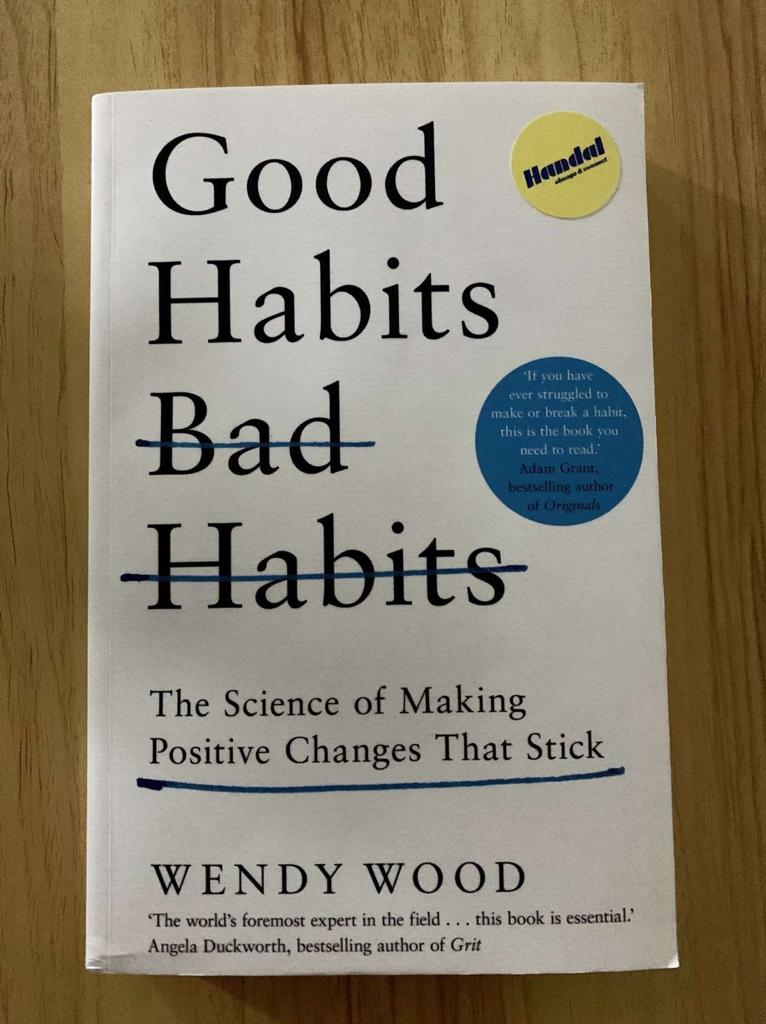 Good
Habits
Bad
Habits
Handal
change & connect
'If you have
ever struggled to
make or break a habit,
this is the book you
need to read.'
Adam Grant,
bestselling author
of Originals
The Science of Making
Positive Changes That Stick
WENDY WOOD
'The world's foremost expert in the field . . . this book is essential.'
Angela Duckworth, bestselling author of Grit